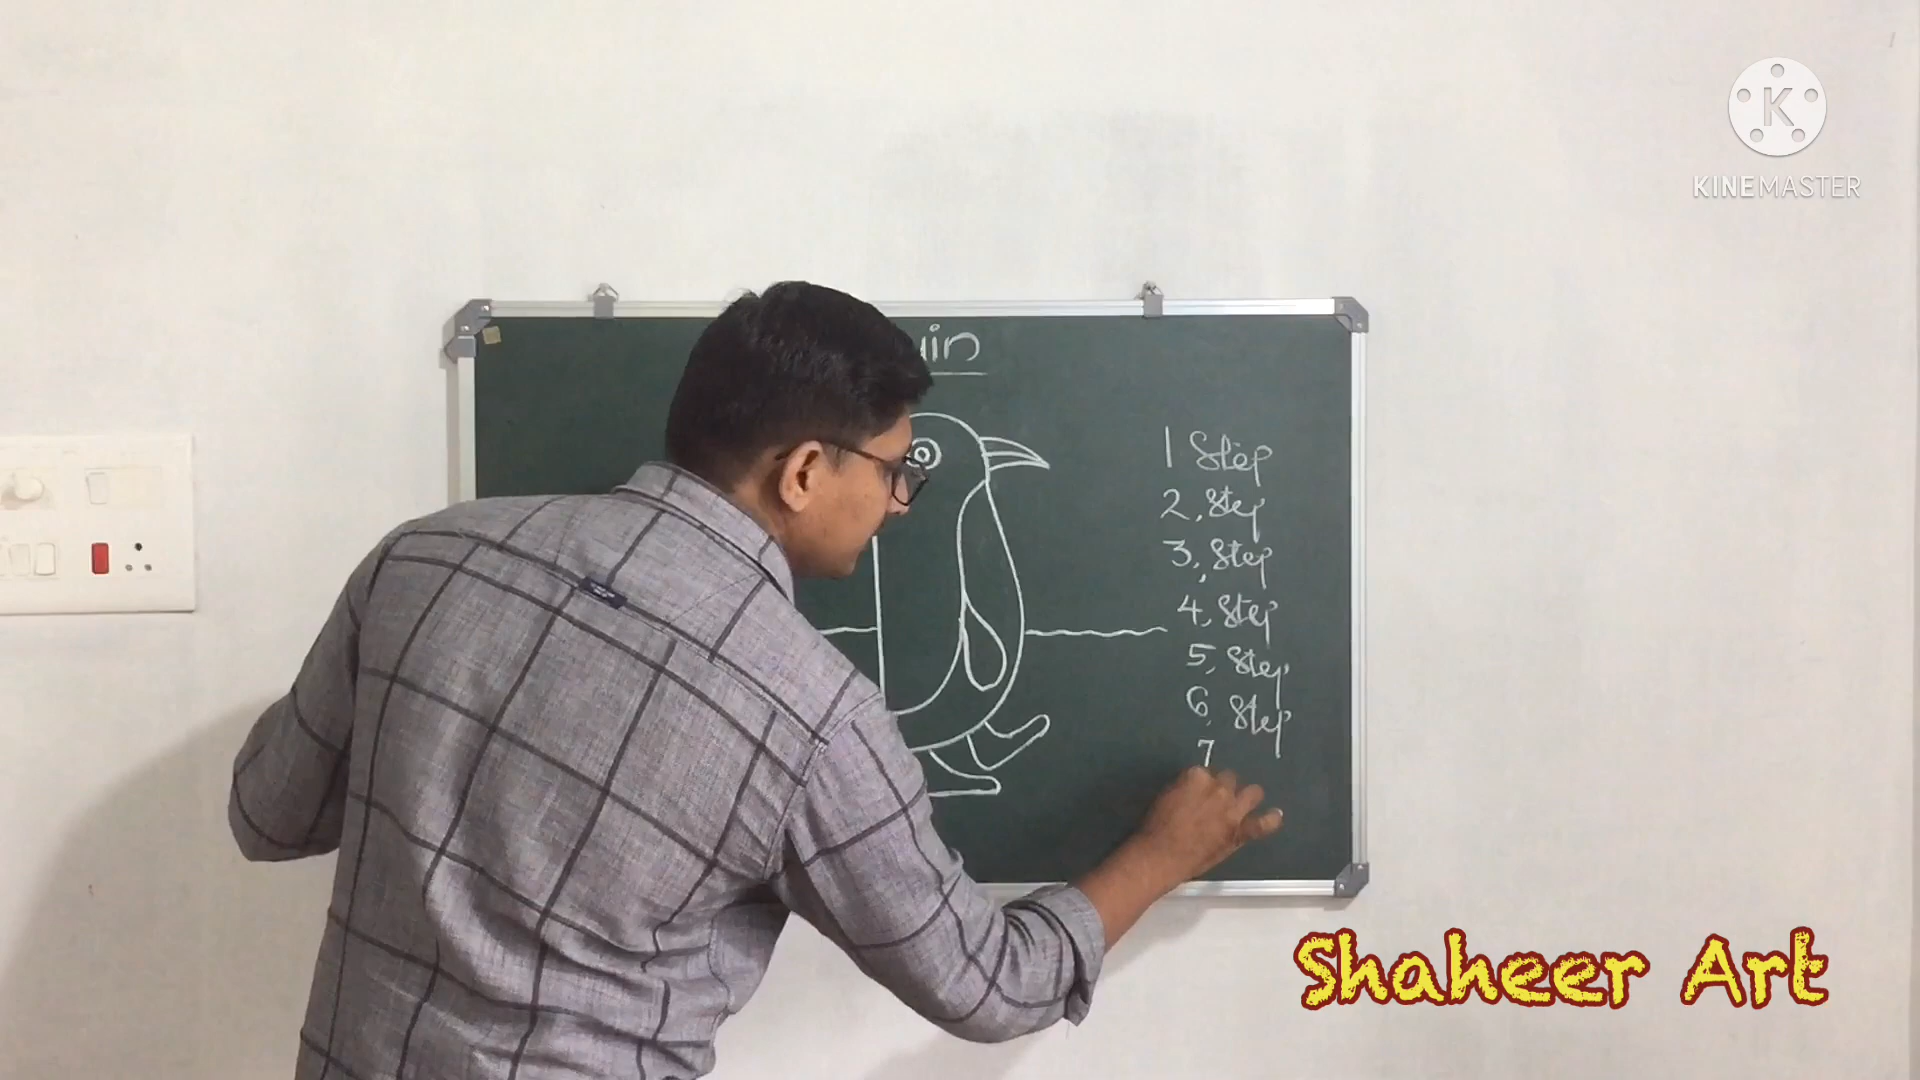 KINEMASTER
uin
1 Step
2, Step
3, Step
4, Step
5, Step
6, Step
7
Shaheer Art